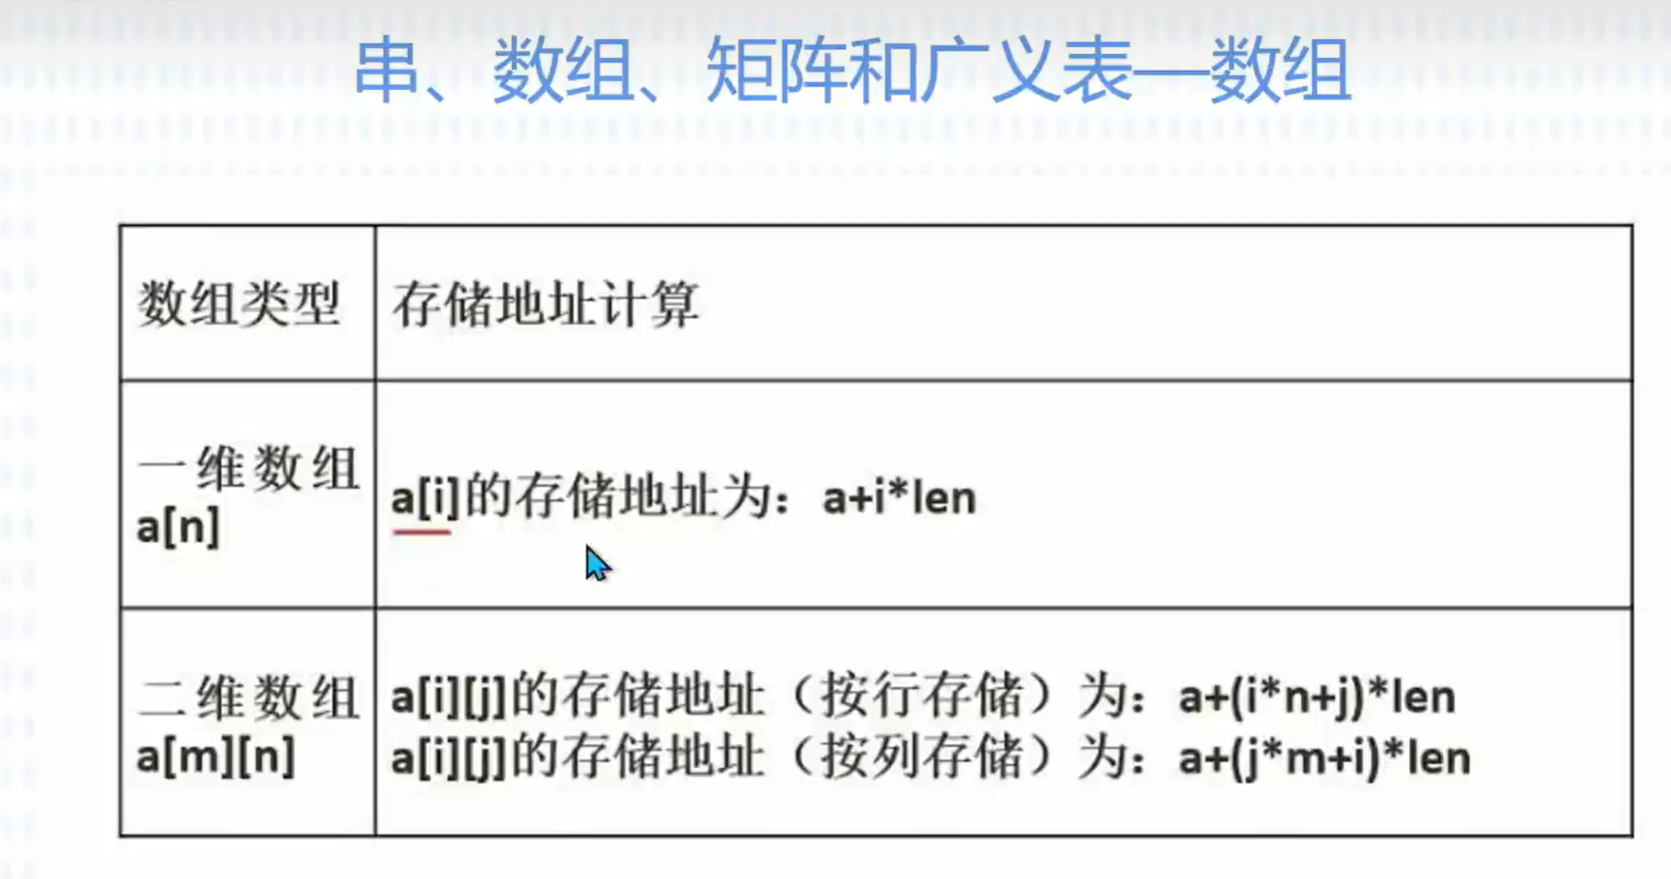 串、数组、矩阵和广义表—数组
数组类型
存储地址计算
一维数组
a[n]
a[i]的存储地址为：a+i*len
二维数组
a[m][n]
a[i][j]的存储地址（按行存储）为：a+(i*n+j)*len
a[i][j]的存储地址（按列存储）为：a+(j*m+i)*len